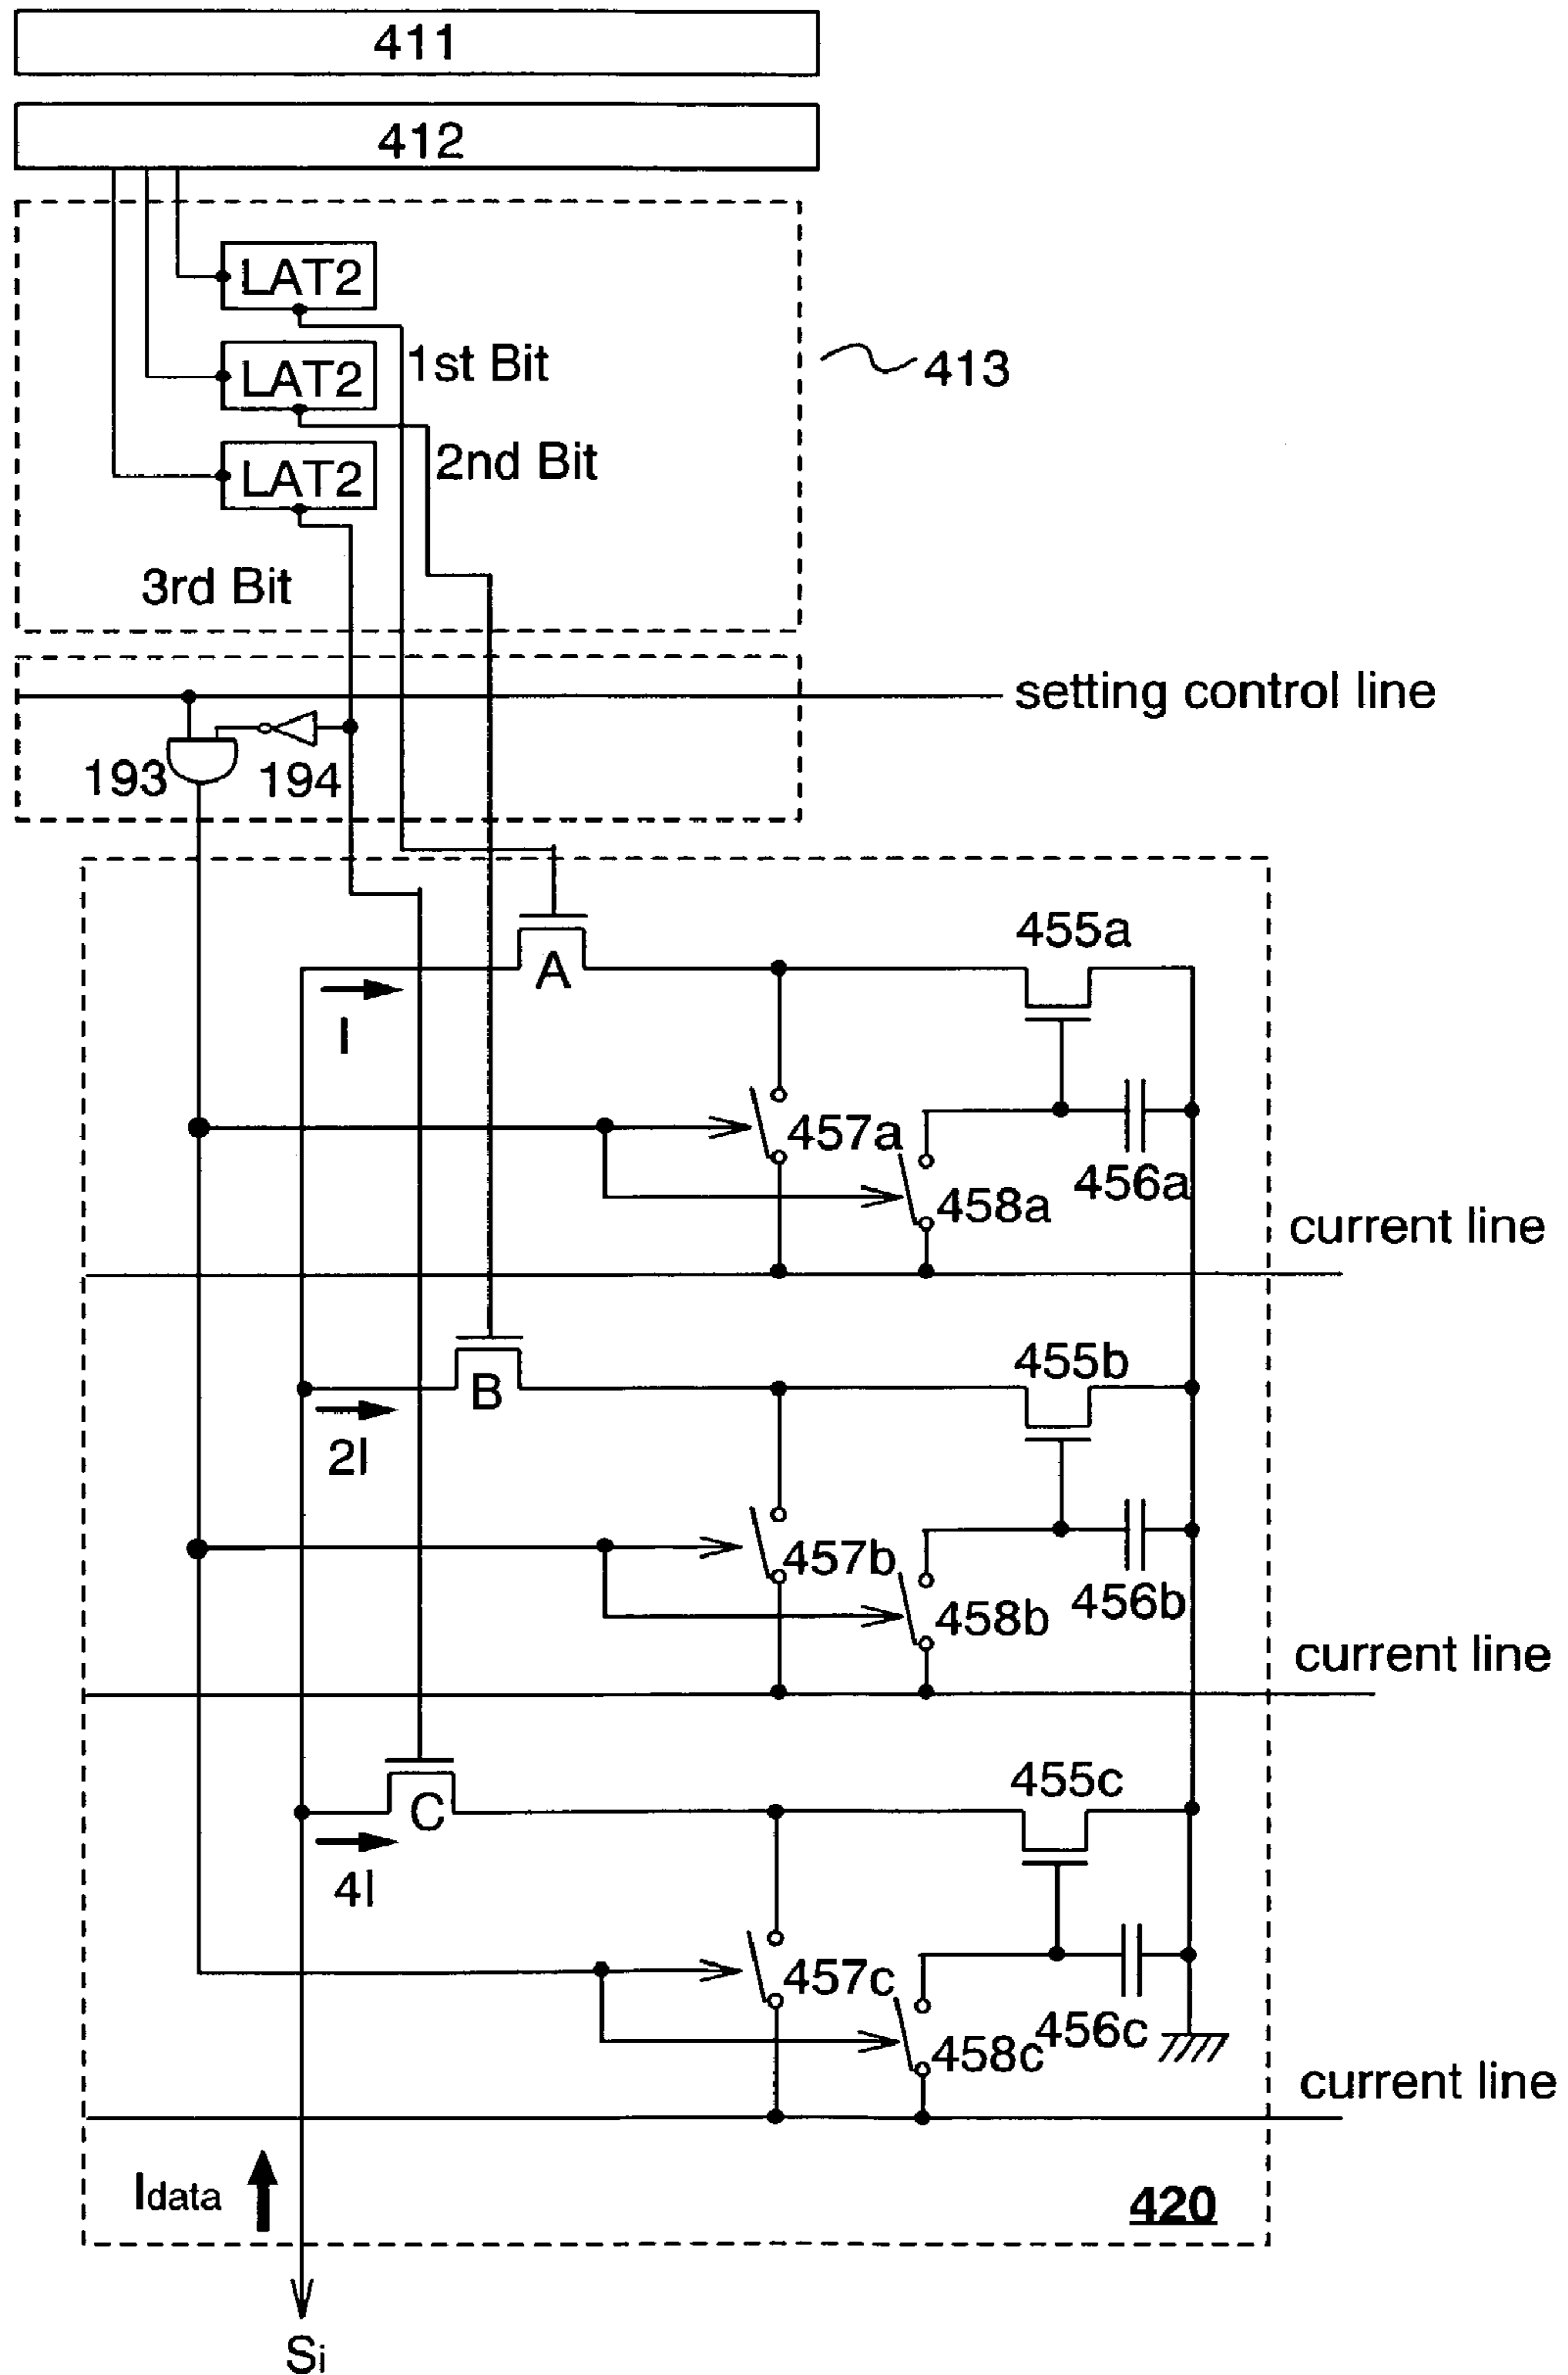 411
412
LAT2
1st Bit
LAT2
413
2nd Bit
LAT2
3rd Bit
setting control line
193
194
455a
A
I
457a
456a
458a
current line
455b
B
2I
457b
456b
458b
current line
455c
C
4I
457c
456c
458c
current line
Idata
420
Si